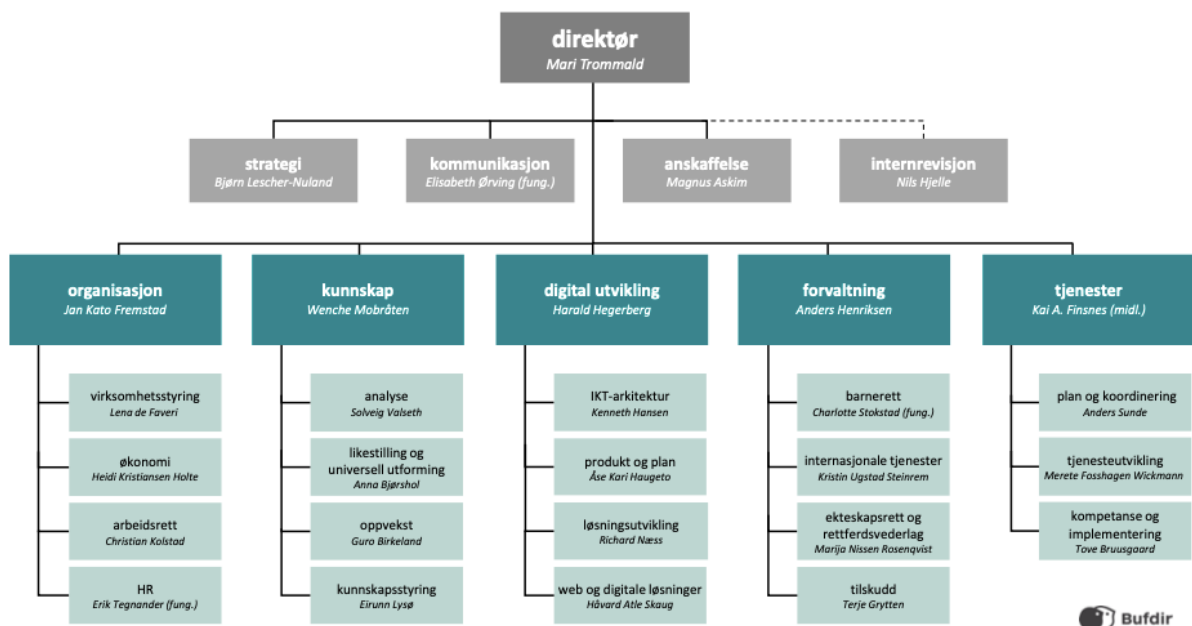 direktør
Mari Trommald
strategi
Bjørn Lescher-Nuland
kommunikasjon
Elisabeth Ørving (fung.)
anskaffelse
Magnus Askim
internrevisjon
Nils Hjelle
organisasjon
Jan Kato Fremstad
virksomhetsstyring
Lena de Faveri
økonomi
Heidi Kristiansen Holte
arbeidsrett
Christian Kolstad
HR
Erik Tegnander (fung.)
kunnskap
Wenche Mobråten
analyse
Solveig Valseth
likestilling og
universell utforming
Anna Bjørshol
oppvekst
Guro Birkeland
kunnskapsstyring
Eirunn Lysø
digital utvikling
Harald Hegerberg
IKT-arkitektur
Kenneth Hansen
produkt og plan
Åse Kari Haugeto
løsningsutvikling
Richard Næss
web og digitale løsninger
Håvard Atle Skaug
forvaltning
Anders Henriksen
barnerett
Charlotte Stokstad (fung.)
internasjonale tjenester
Kristin Ugstad Steinrem
ekteskapsrett og
rettferdsvederlag
Marija Nissen Rosenqvist
tilskudd
Terje Grytten
tjenester
Kai A. Finsnes (midl.)
plan og koordinering
Anders Sunde
tjenesteutvikling
Merete Fosshagen Wickmann
kompetanse og
implementering
Tove Bruusgaard
Bufdir